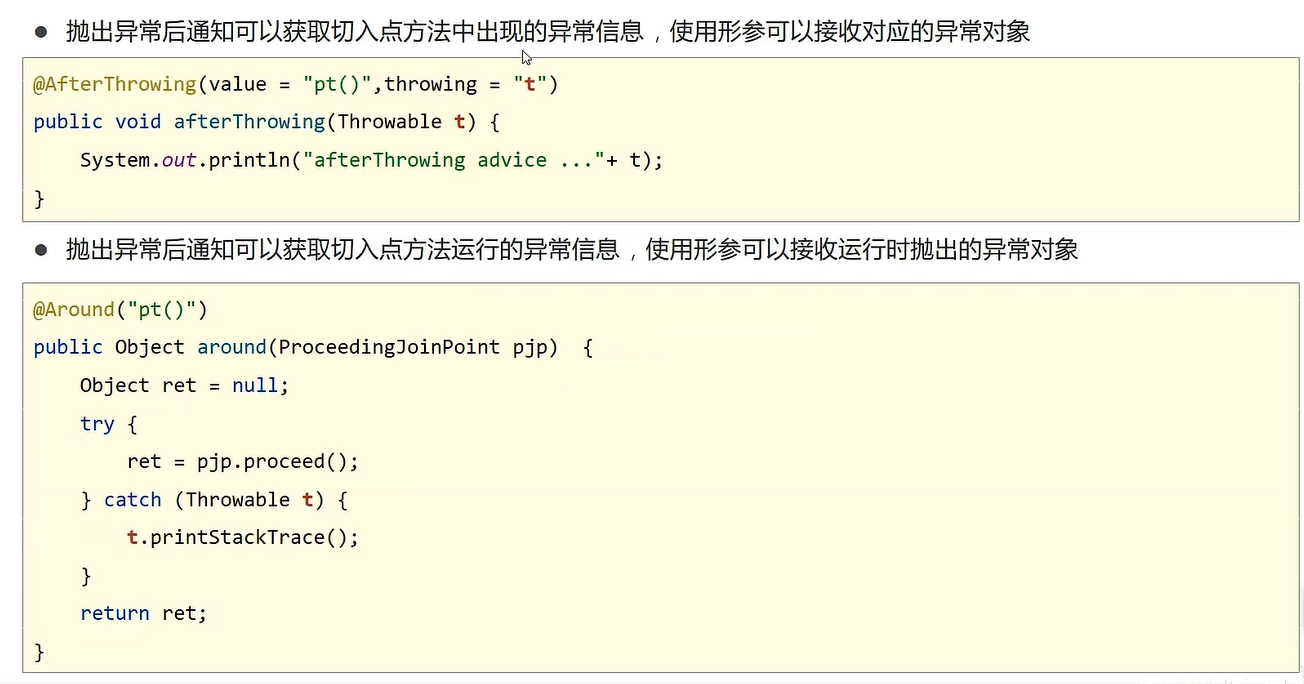 ● 抛出异常后通知可以获取切入点方法中出现的异常信息，使用形参可以接收对应的异常对象
@AfterThrowing(value = "pt()",throwing = "t")
public void afterThrowing(Throwable t) {
    System.out.println("afterThrowing advice ..."+ t);
}
● 抛出异常后通知可以获取切入点方法运行的异常信息，使用形参可以接收运行时抛出的异常对象
@Around("pt()")
public Object around(ProceedingJoinPoint pjp)  {
    Object ret = null;
    try {
        ret = pjp.proceed();
    } catch (Throwable t) {
        t.printStackTrace();
    }
    return ret;
}